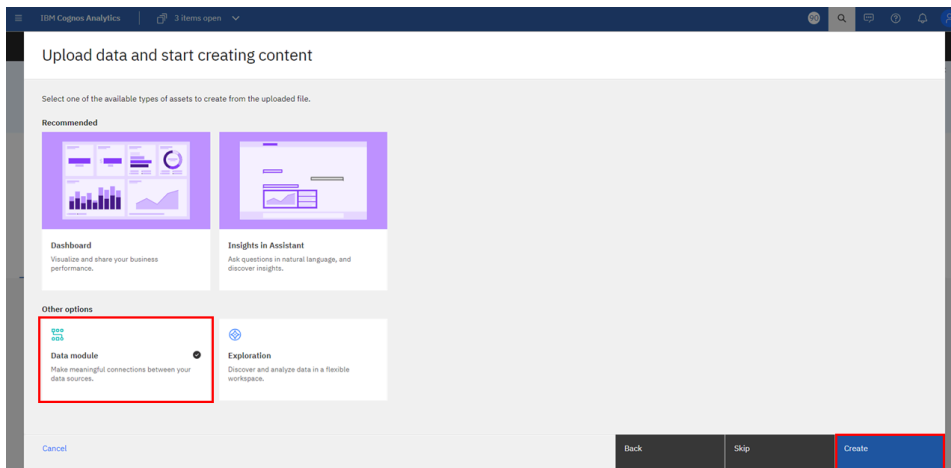 IBM Cognos Analytics
3 items open
90
Upload data and start creating content
Select one of the available types of assets to create from the uploaded file.
Recommended
Dashboard
Visualize and share your business
performance.
Insights in Assistant
Ask questions in natural language, and
discover insights.
Other options
Data module
Make meaningful connections between your
data sources.
Exploration
Discover and analyze data in a flexible
workspace.
Cancel
Back
Skip
Create